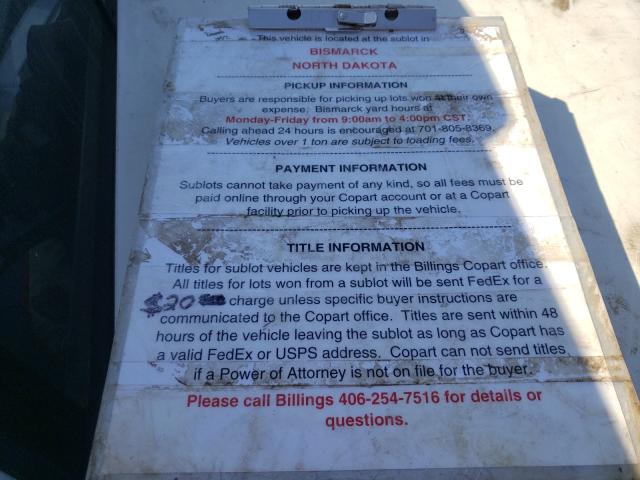 This vehicle is located at the sublot in
BISMARCK
NORTH DAKOTA
PICKUP INFORMATION
Buyers are responsible for picking up lots won at their own
expense. Bismarck yard hours at
Monday-Friday from 9:00am to 4:00pm CST.
Calling ahead 24 hours is encouraged at 701-805-8369.
Vehicles over 1 ton are subject to loading fees.
PAYMENT INFORMATION
Sublots cannot take payment of any kind, so all fees must be
paid online through your Copart account or at a Copart
facility prior to picking up the vehicle.
TITLE INFORMATION
Titles for sublot vehicles are kept in the Billings Copart office.
All titles for lots won from a sublot will be sent FedEx for a
$20 charge unless specific buyer instructions are
communicated to the Copart office. Titles are sent within 48
hours of the vehicle leaving the sublot as long as Copart has
a valid FedEx or USPS address. Copart can not send titles
if a Power of Attorney is not on file for the buyer.
Please call Billings 406-254-7516 for details or
questions.